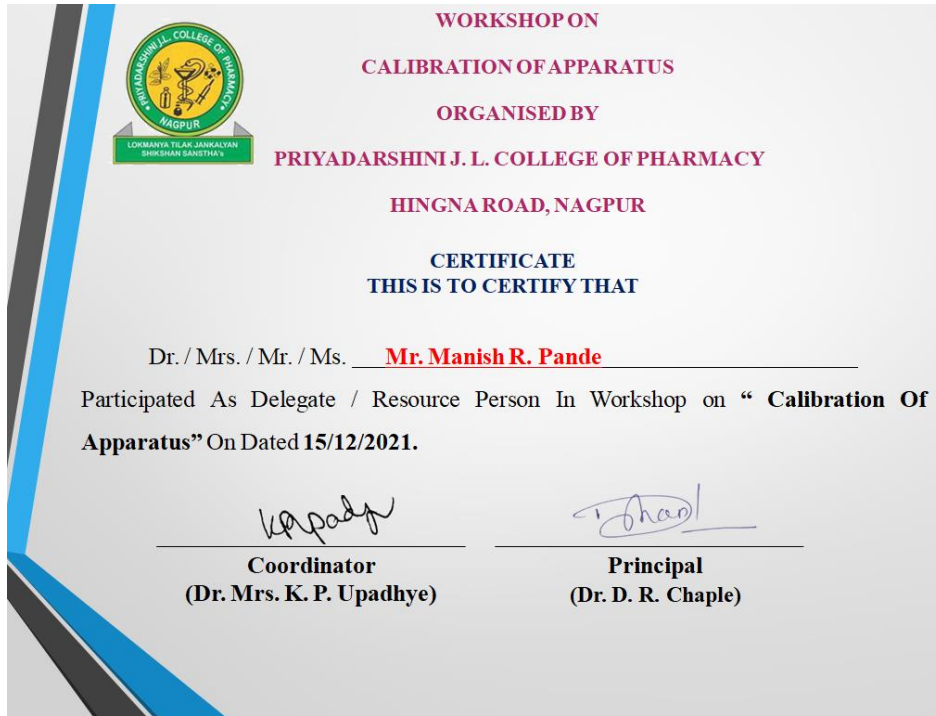 PRIYADARSHINI J.L. COLLEGE OF PHARMACY
NAGPUR
LOKMANYA TILAK JANKALYAN
SHIKSHAN SANSTHA's
WORKSHOP ON
CALIBRATION OF APPARATUS
ORGANISED BY
PRIYADARSHINI J. L. COLLEGE OF PHARMACY
HINGNA ROAD, NAGPUR
CERTIFICATE
THIS IS TO CERTIFY THAT
Dr. / Mrs. / Mr. / Ms. Mr. Manish R. Pande
Participated As Delegate / Resource Person In Workshop on “ Calibration Of
Apparatus” On Dated 15/12/2021.
Coordinator
(Dr. Mrs. K. P. Upadhye)
Principal
(Dr. D. R. Chaple)